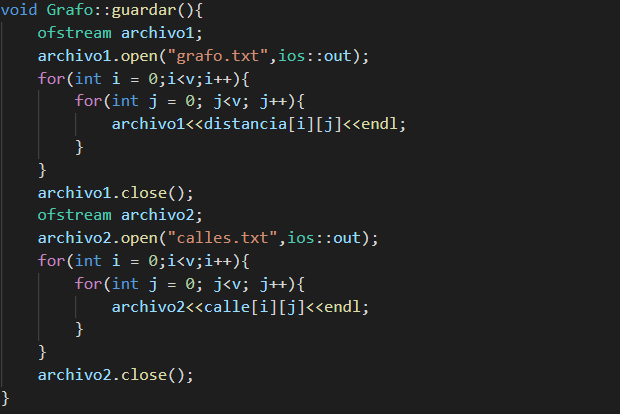 void Grafo::guardar(){
    ofstream archivo1;
    archivo1.open("grafo.txt",ios::out);
    for(int i = 0;i<v;i++){
        for(int j = 0; j<v; j++){
            archivo1<<distancia[i][j]<<endl;
        }
    }
    archivo1.close();
    ofstream archivo2;
    archivo2.open("calles.txt",ios::out);
    for(int i = 0;i<v;i++){
        for(int j = 0; j<v; j++){
            archivo2<<calle[i][j]<<endl;
        }
    }
    archivo2.close();
}